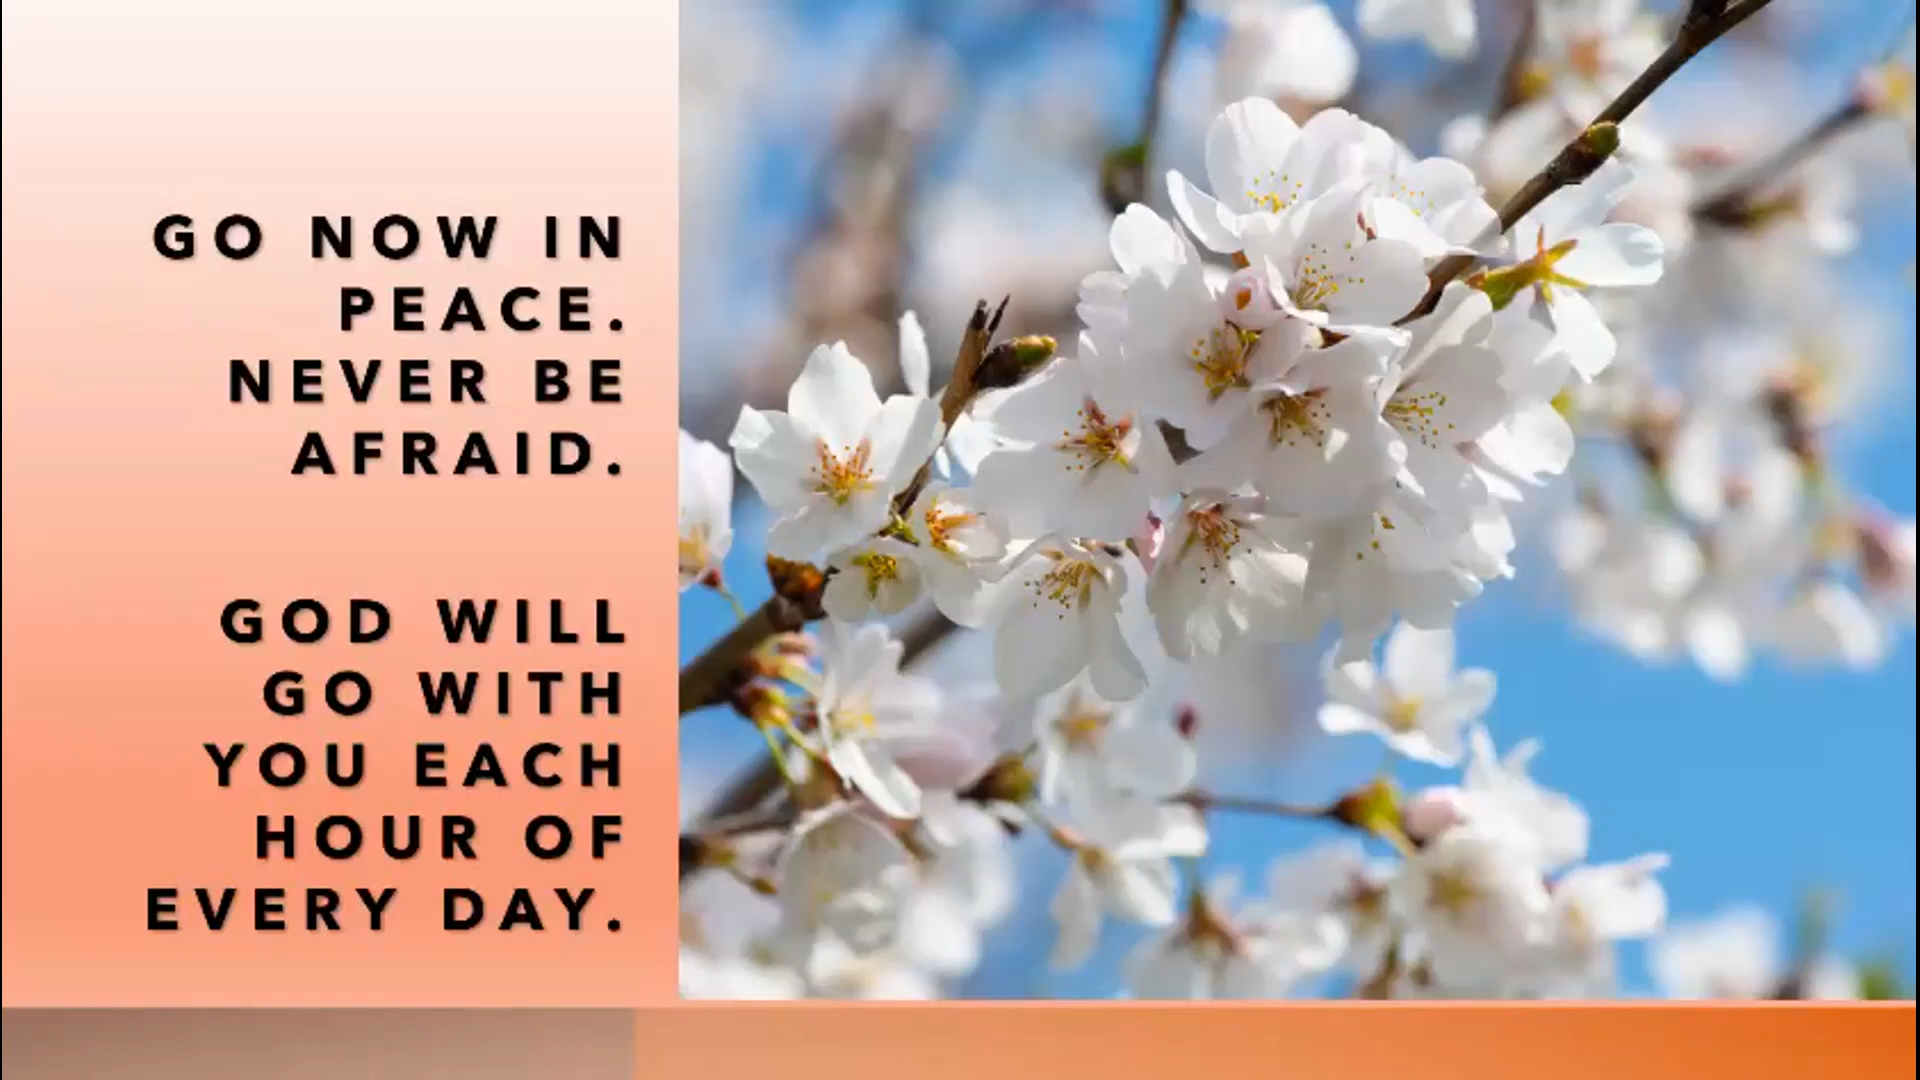 GO NOW IN
PEACE.
NEVER BE
AFRAID.
GOD WILL
GO WITH
YOU EACH
HOUR OF
EVERY DAY.